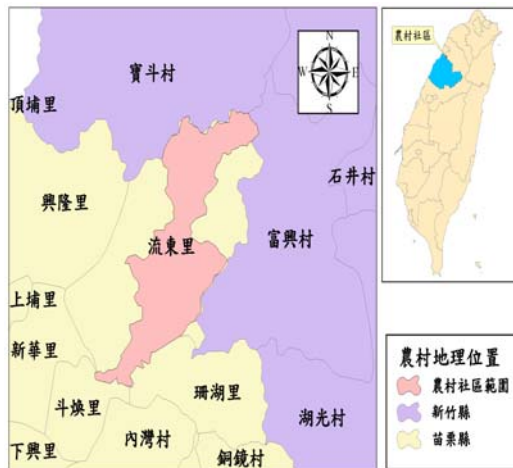 N
W E
S
寶斗村
頂埔里
石井村
興隆里
流東里
富興村
上埔里
新華里
珊湖里
斗煥里
湖光村
內灣村
下興里
銅鏡村
農村社區
農村地理位置
農村社區範圍
新竹縣
苗栗縣